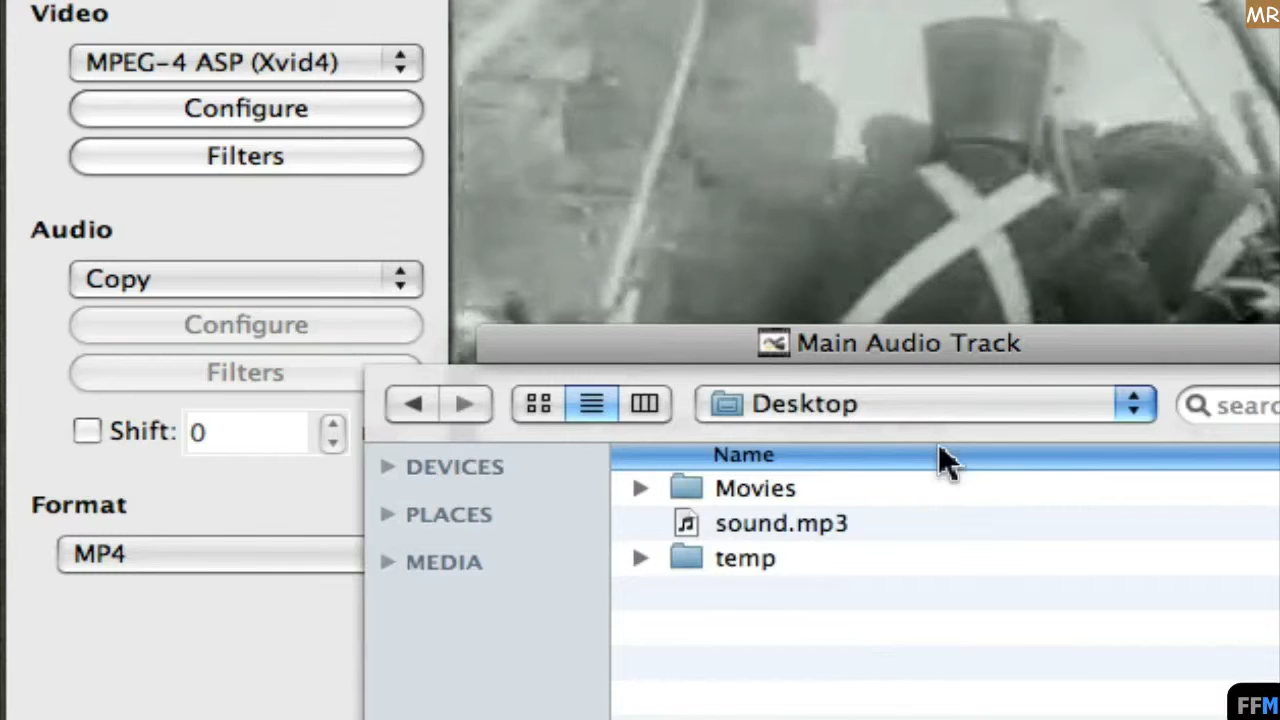 Video
MPEG-4 ASP (Xvid4)
Configure
Filters
Audio
Copy
Configure
Filters
Shift: 0
Format
MP4
MR
Main Audio Track
Desktop
searc
DEVICES
PLACES
MEDIA
Name
Movies
sound.mp3
temp
FFM